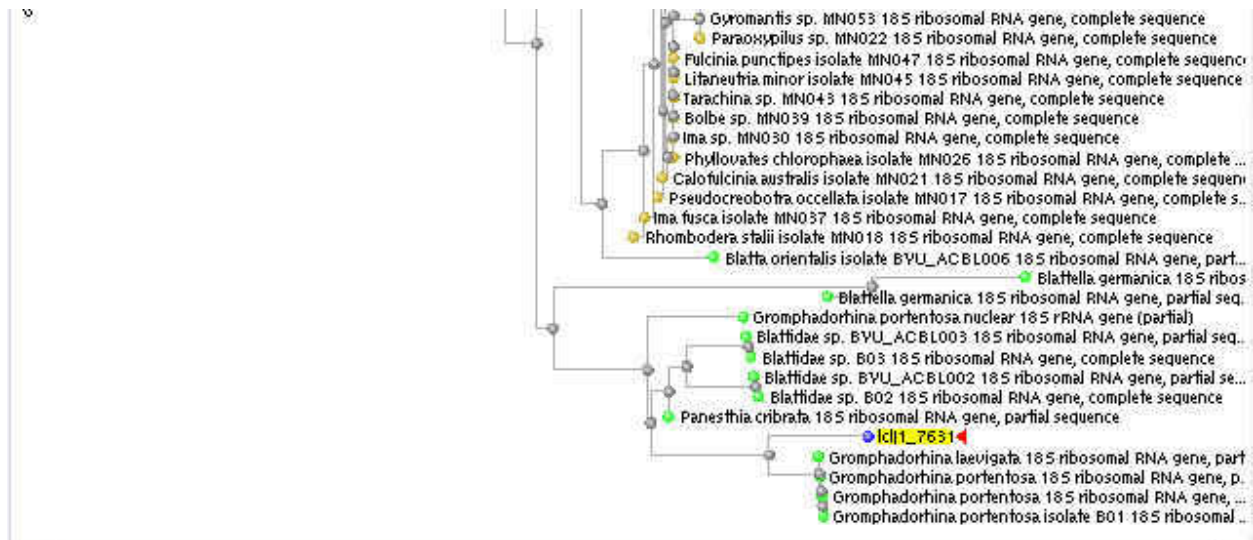 Gyromantis sp. MN053 18S ribosomal RNA gene, complete sequence
Paraoxypilus sp. MN022 18S ribosomal RNA gene, complete sequence
Fulcinia punctipes isolate MN047 18S ribosomal RNA gene, complete sequence
Litaneutria minor isolate MN045 18S ribosomal RNA gene, complete sequence
Tarachina sp. MN043 18S ribosomal RNA gene, complete sequence
Bolbe sp. MN039 18S ribosomal RNA gene, complete sequence
Ima sp. MN030 18S ribosomal RNA gene, complete sequence
Phyllovates chlorophaea isolate MN026 18S ribosomal RNA gene, complete ...
Calofulcinia australis isolate MN021 18S ribosomal RNA gene, complete sequen
Pseudocreobotra occellata isolate MN017 18S ribosomal RNA gene, complete s...
Ima fusca isolate MN037 18S ribosomal RNA gene, complete sequence
Rhombodera stalii isolate MN018 18S ribosomal RNA gene, complete sequence
Blatta orientalis isolate BVU_ACBL006 18S ribosomal RNA gene, part...
Blattella germanica 18S ribos
Blattella germanica 18S ribosomal RNA gene, partial seq...
Gromphadorhina portentosa nuclear 18S rRNA gene (partial)
Blattidae sp. BVU_ACBL003 18S ribosomal RNA gene, partial seq...
Blattidae sp. B03 18S ribosomal RNA gene, complete sequence
Blattidae sp. BVU_ACBL002 18S ribosomal RNA gene, partial se...
Blattidae sp. B02 18S ribosomal RNA gene, complete sequence
Panesthia cribrata 18S ribosomal RNA gene, partial sequence
lcl|1_7631
Gromphadorhina laevigata 18S ribosomal RNA gene, part
Gromphadorhina portentosa 18S ribosomal RNA gene, p...
Gromphadorhina portentosa 18S ribosomal RNA gene, ...
Gromphadorhina portentosa isolate B01 18S ribosomal ...